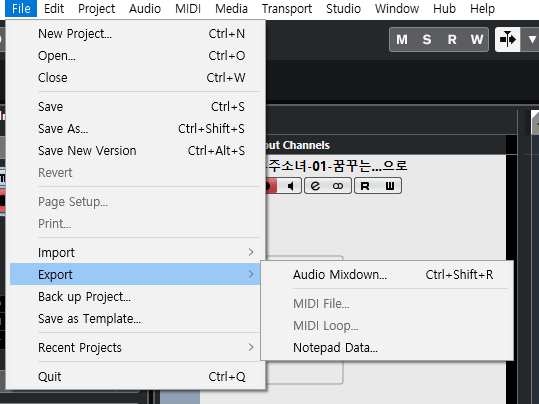 File Edit Project Audio MIDI Media Transport Studio Window Hub Help
New Project... Ctrl+N
Open... Ctrl+O
Close Ctrl+W
M S R W
Save Ctrl+S
Save As... Ctrl+Shift+S
Save New Version Ctrl+Alt+S
Revert
out Channels
주소녀-01-꿈꾸는...으로
e R W
Page Setup...
Print...
Import
Export
Audio Mixdown... Ctrl+Shift+R
Back up Project...
MIDI File...
Save as Template...
MIDI Loop...
Recent Projects
Notepad Data...
Quit Ctrl+Q